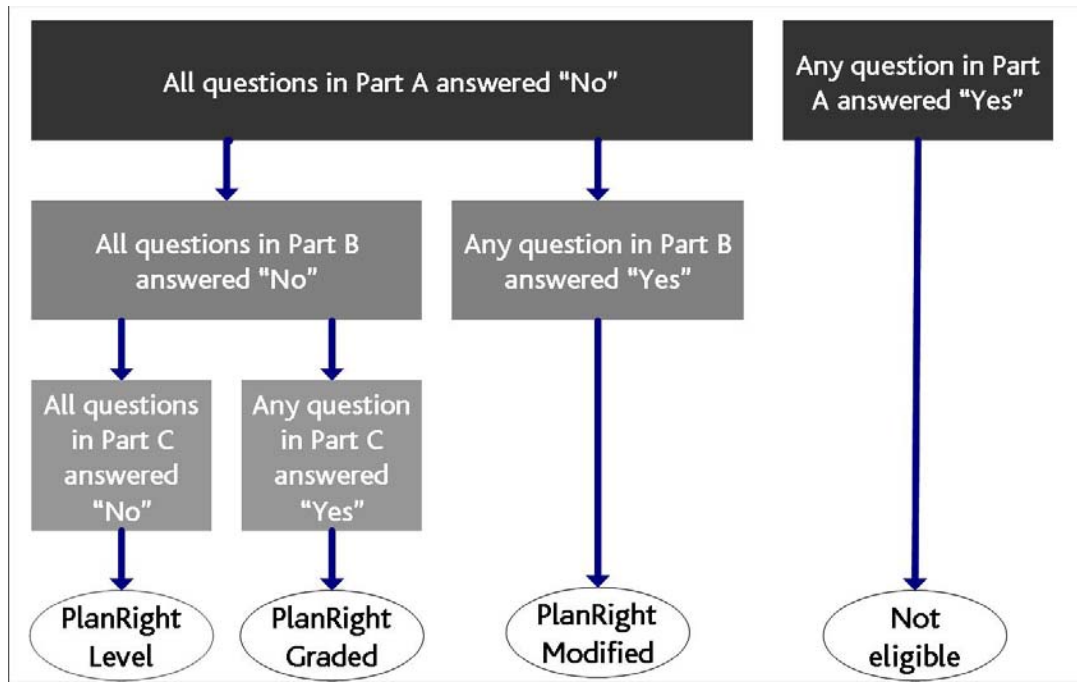 All questions in Part A answered “No”
Any question in Part
A answered “Yes”
All questions in Part B
answered “No”
Any question in Part B
answered “Yes”
All questions
in Part C
answered
“No”
Any question
in Part C
answered
“Yes”
PlanRight
Level
PlanRight
Graded
PlanRight
Modified
Not
eligible